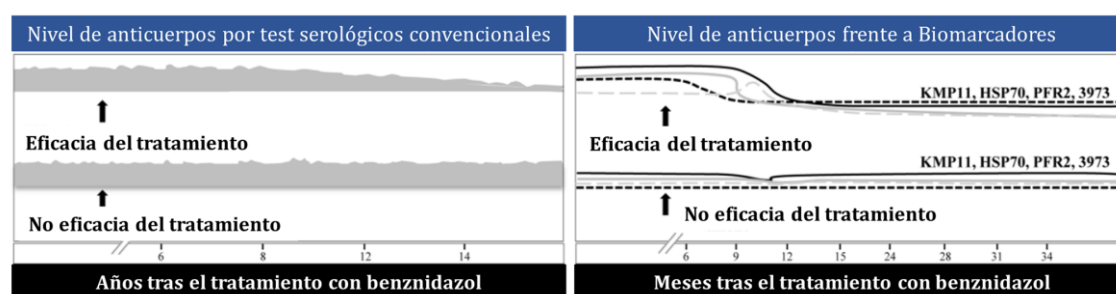 Nivel de anticuerpos por test serológicos convencionales
Eficacia del tratamiento
No eficacia del tratamiento
6 8 12 14
Años tras el tratamiento con benznidazol
Nivel de anticuerpos frente a Biomarcadores
KMP11, HSP70, PFR2, 3973
Eficacia del tratamiento
KMP11, HSP70, PFR2, 3973
No eficacia del tratamiento
6 9 12 14 24 28 31 34
Meses tras el tratamiento con benznidazol